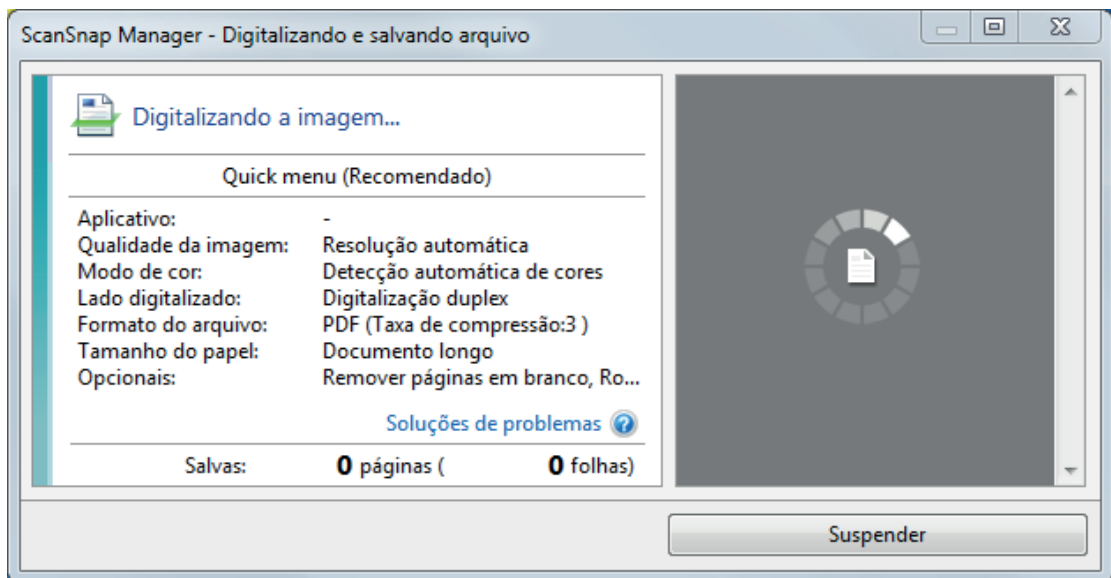 ScanSnap Manager - Digitalizando e salvando arquivo
Digitalizando a imagem...
Quick menu (Recomendado)
Aplicativo: -
Qualidade da imagem: Resolução automática
Modo de cor: Detecção automática de cores
Lado digitalizado: Digitalização duplex
Formato do arquivo: PDF (Taxa de compressão:3 )
Tamanho do papel: Documento longo
Opcionais: Remover páginas em branco, Ro...
Soluções de problemas
Salvas: 0 páginas ( 0 folhas)
Suspender